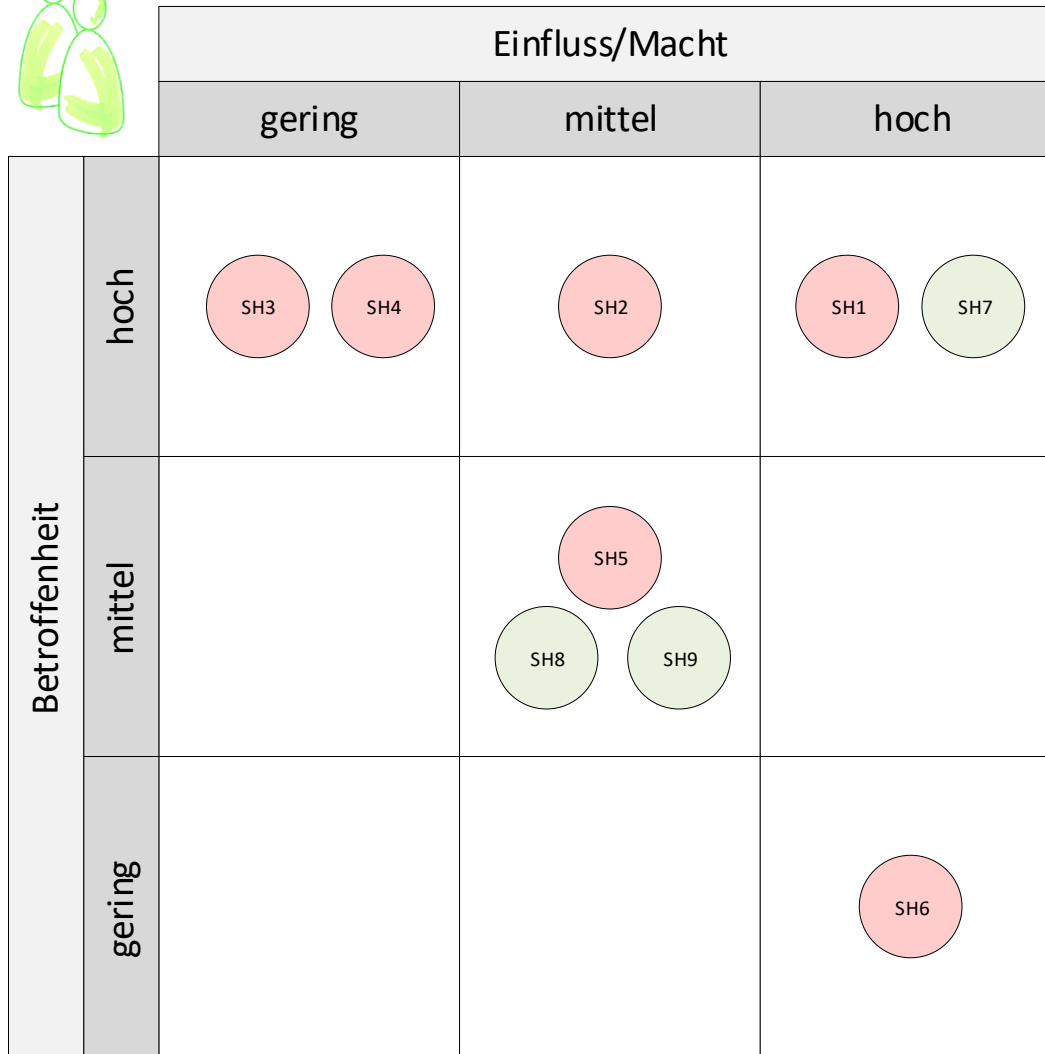 Einfluss/Macht
gering
mittel
hoch
Betroffenheit
hoch
SH3
SH4
SH2
SH1
SH7
mittel
SH5
SH8
SH9
gering
SH6